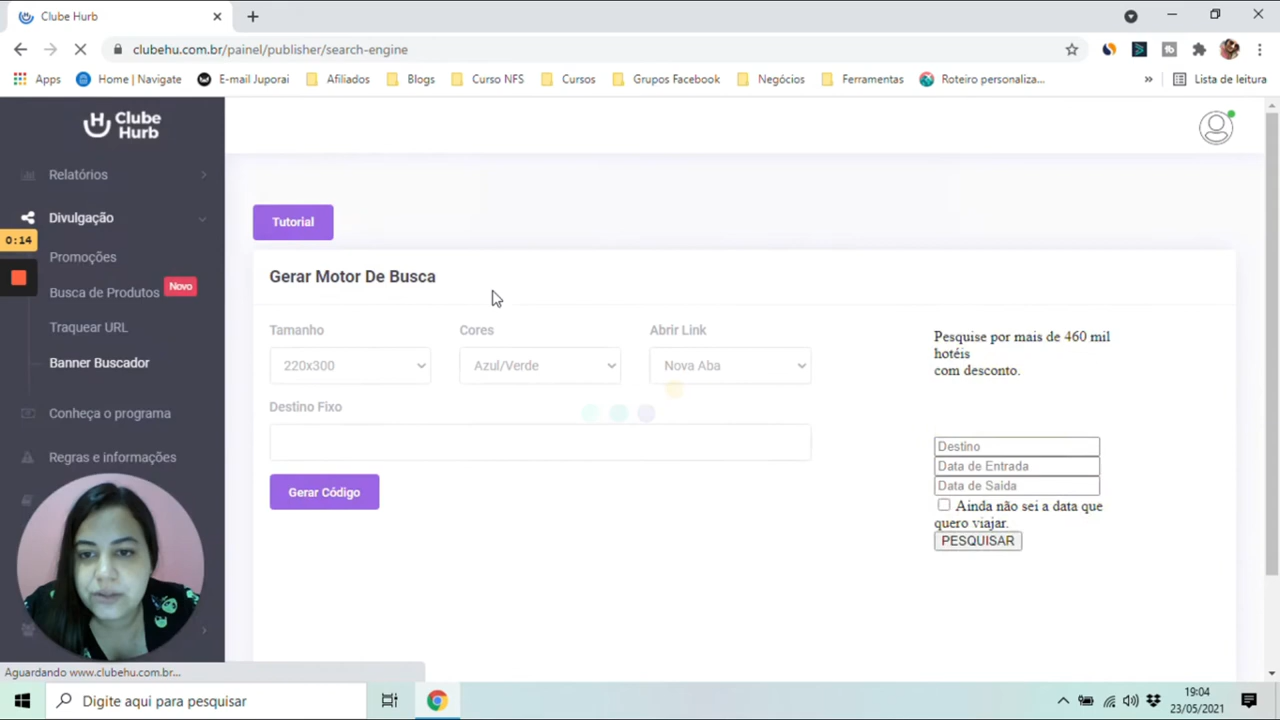 Clube Hurb
clubehu.com.br/painel/publisher/search-engine
Apps
Home | Navigate
E-mail Juporai
Afiliados
Blogs
Curso NFS
Cursos
Grupos Facebook
Negócios
Ferramentas
Roteiro personaliza...
»
Lista de leitura
Clube
Hurb
Relatórios
Divulgação
0:14
Promoções
Busca de Produtos Novo
Traquear URL
Banner Buscador
Conheça o programa
Regras e informações
Tutorial
Gerar Motor De Busca
Tamanho
Cores
Abrir Link
220x300
Azul/Verde
Nova Aba
Destino Fixo
Gerar Código
Pesquise por mais de 460 mil
hotéis
com desconto.
Destino
Data de Entrada
Data de Saida
Ainda não sei a data que
quero viajar.
PESQUISAR
Aguardando www.clubehu.com.br...
Digite aqui para pesquisar
19:04
23/05/2021